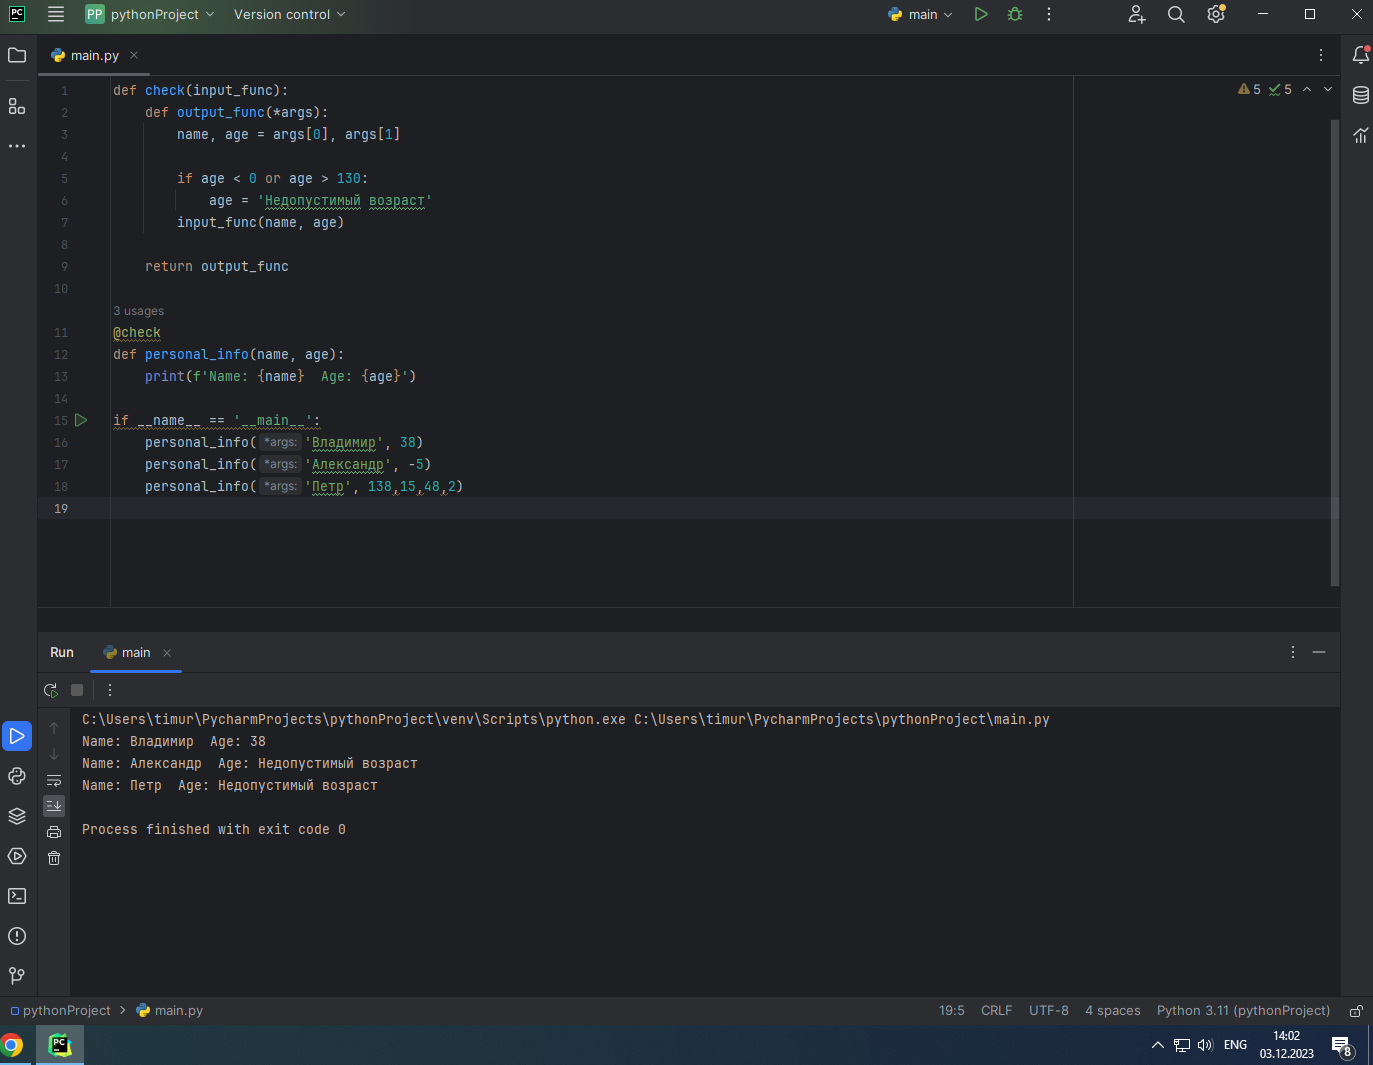 PC PP pythonProject Version control main
main.py
5 5
1 def check(input_func):
2 def output_func(*args):
3 name, age = args[0], args[1]
4
5 if age < 0 or age > 130:
6 age = 'Недопустимый возраст'
7 input_func(name, age)
8
9 return output_func
10
3 usages
11 @check
12 def personal_info(name, age):
13 print(f'Name: {name}  Age: {age}')
14
15 if __name__ == '__main__':
16 personal_info( *args: 'Владимир', 38)
17 personal_info( *args: 'Александр', -5)
18 personal_info( *args: 'Петр', 138,15,48,2)
19
Run main
C:\Users\timur\PycharmProjects\pythonProject\venv\Scripts\python.exe C:\Users\timur\PycharmProjects\pythonProject\main.py
Name: Владимир  Age: 38
Name: Александр  Age: Недопустимый возраст
Name: Петр  Age: Недопустимый возраст
Process finished with exit code 0
pythonProject main.py 19:5 CRLF UTF-8 4 spaces Python 3.11 (pythonProject)
PC ENG 14:02
03.12.2023 8